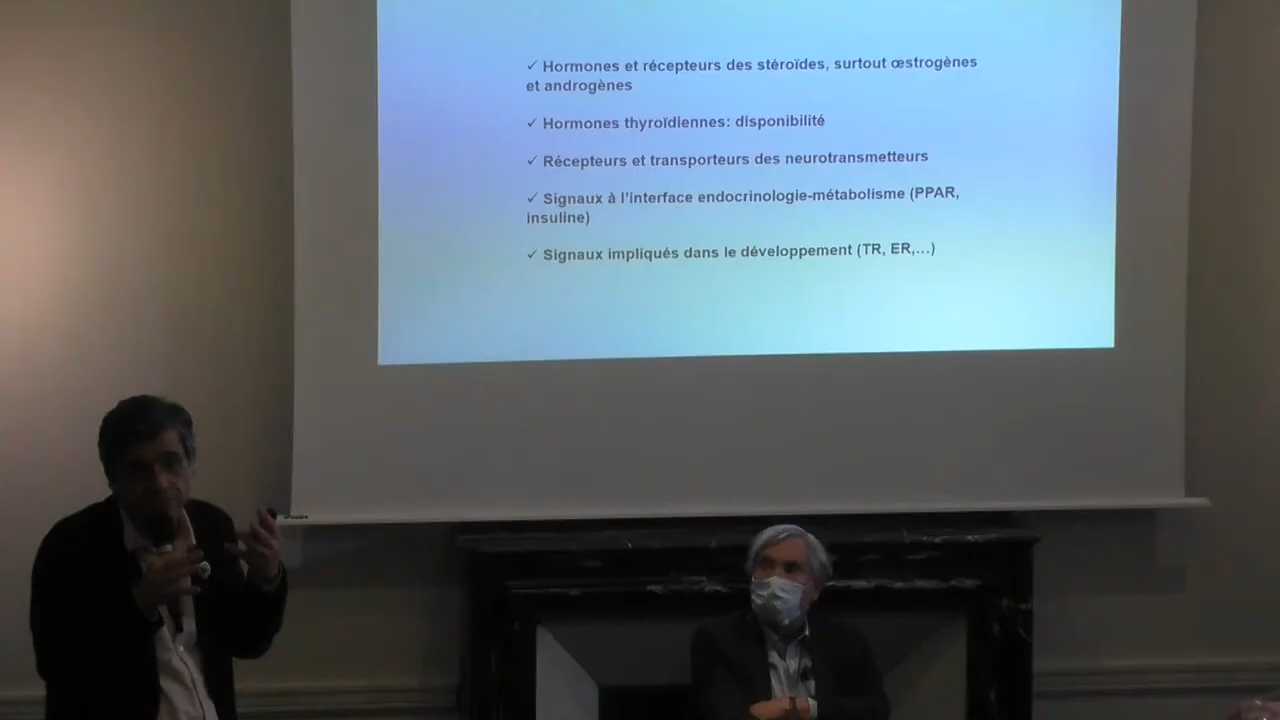 ✓ Hormones et récepteurs des stéroïdes, surtout œstrogènes
et androgènes
✓ Hormones thyroïdiennes: disponibilité
✓ Récepteurs et transporteurs des neurotransmetteurs
✓ Signaux à l'interface endocrinologie-métabolisme (PPAR,
insuline)
✓ Signaux impliqués dans le développement (TR, ER,...)